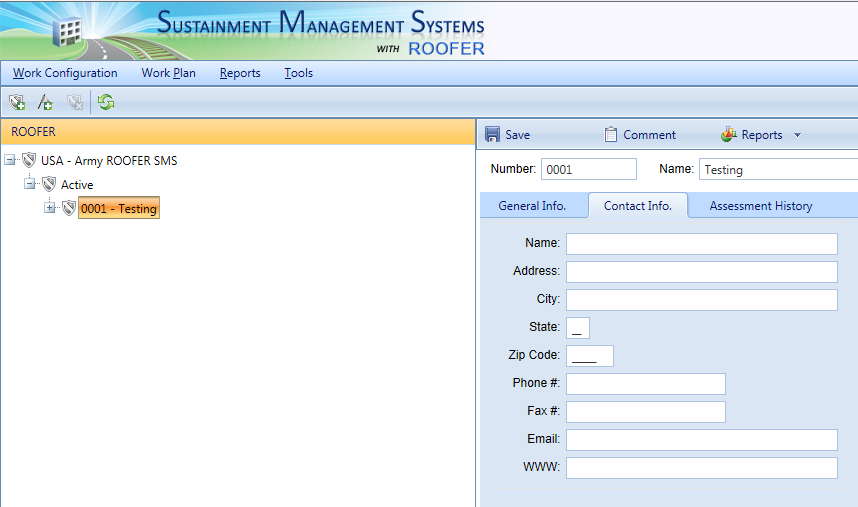 SUSTAINMENT MANAGEMENT SYSTEMS
WITH ROOFER
Work Configuration Work Plan Reports Tools
ROOFER
USA - Army ROOFER SMS
Active
0001 - Testing
Save Comment Reports
Number: 0001 Name: Testing
General Info. Contact Info. Assessment History
Name:
Address:
City:
State: __
Zip Code: ____
Phone #:
Fax #:
Email:
WWW: